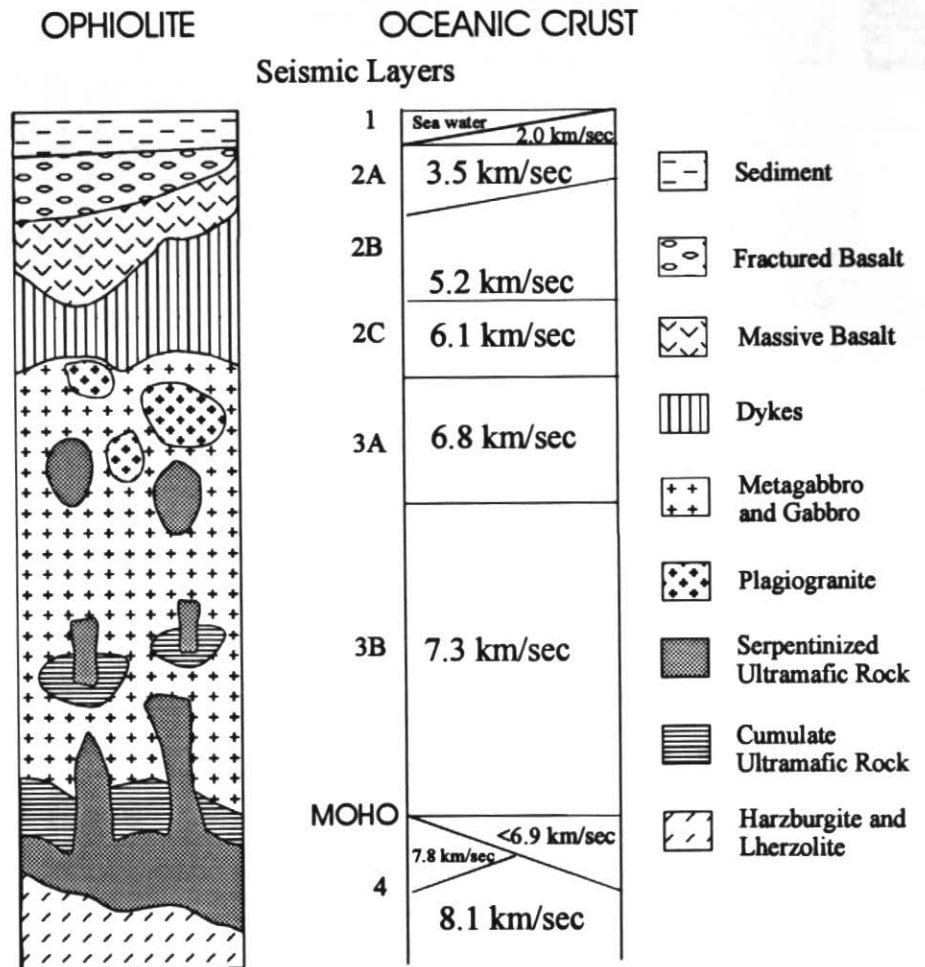 OPHIOLITE
OCEANIC CRUST
Seismic Layers
1
Sea water
2.0 km/sec
2A
3.5 km/sec
2B
5.2 km/sec
2C
6.1 km/sec
3A
6.8 km/sec
3B
7.3 km/sec
MOHO
<6.9 km/sec
7.8 km/sec
4
8.1 km/sec
Sediment
Fractured Basalt
Massive Basalt
Dykes
Metagabbro
and Gabbro
Plagiogranite
Serpentinized
Ultramafic Rock
Cumulate
Ultramafic Rock
Harzburgite and
Lherzolite